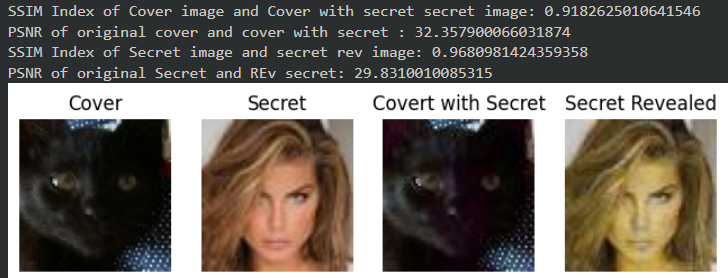 SSIM Index of Cover image and Cover with secret secret image: 0.9182625010641546
PSNR of original cover and cover with secret : 32.357900066031874
SSIM Index of Secret image and secret rev image: 0.9680981424359358
PSNR of original Secret and REv secret: 29.8310010085315
Cover Secret Covert with Secret Secret Revealed